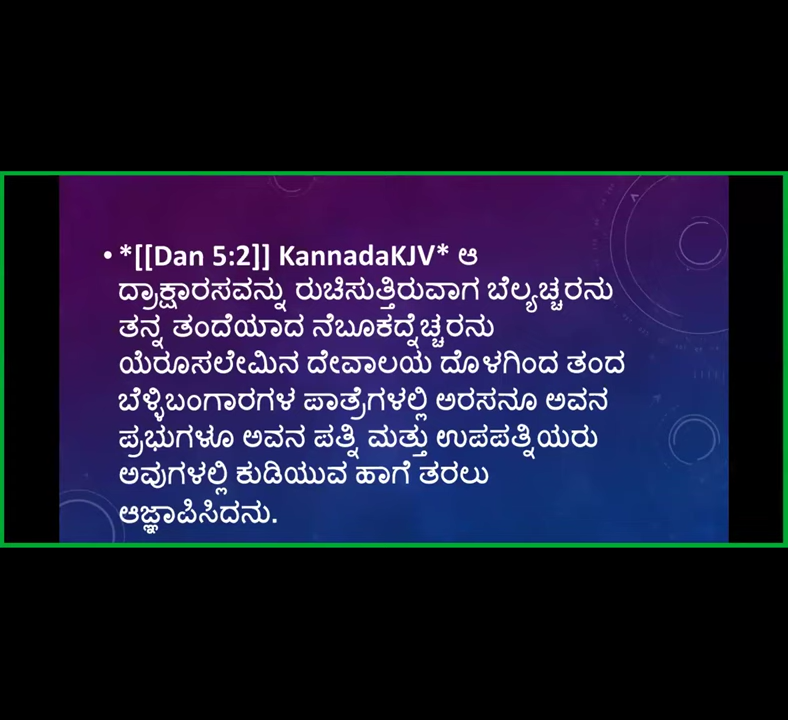 • *[[Dan 5:2]] KannadaKJV* ಆ
ದ್ರಾಕ್ಷಾರಸವನ್ನು ರುಚಿಸುತ್ತಿರುವಾಗ ಬೆಲ್ಯಚ್ಚರನು
ತನ್ನ ತಂದೆಯಾದ ನೆಬೂಕದ್ನೆಚ್ಚರನು
ಯೆರೂಸಲೇಮಿನ ದೇವಾಲಯ ದೊಳಗಿಂದ ತಂದ
ಬೆಳ್ಳಿಬಂಗಾರಗಳ ಪಾತ್ರೆಗಳಲ್ಲಿ ಅರಸನೂ ಅವನ
ಪ್ರಭುಗಳೂ ಅವನ ಪತ್ನಿ ಮತ್ತು ಉಪಪತ್ನಿಯರು
ಅವುಗಳಲ್ಲಿ ಕುಡಿಯುವ ಹಾಗೆ ತರಲು
ಆಜ್ಞಾಪಿಸಿದನು.